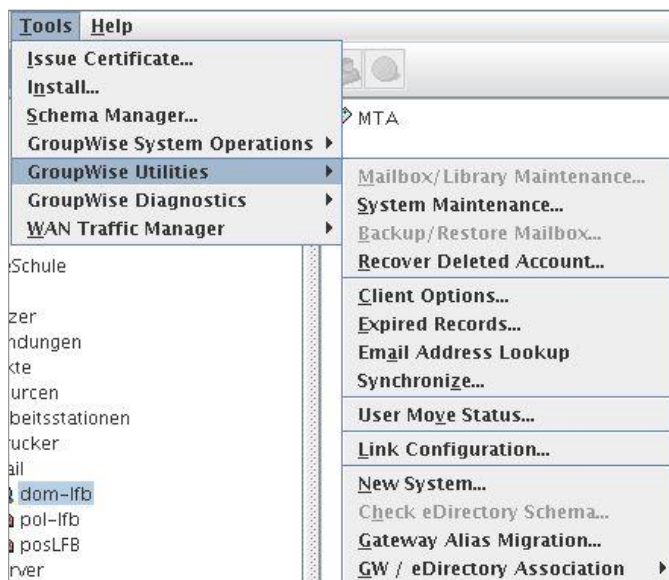 Tools Help
Issue Certificate...
Install...
Schema Manager...
GroupWise System Operations
GroupWise Utilities
GroupWise Diagnostics
WAN Traffic Manager
MTA
Mailbox/Library Maintenance...
System Maintenance...
Backup/Restore Mailbox...
Recover Deleted Account...
Client Options...
Expired Records...
Email Address Lookup
Synchronize...
User Move Status...
Link Configuration...
New System...
Check eDirectory Schema...
Gateway Alias Migration...
GW / eDirectory Association
eSchule
zer
ndungen
kte
urcen
beitsstationen
rucker
ail
dom-lfb
pol-lfb
posLFB
rver